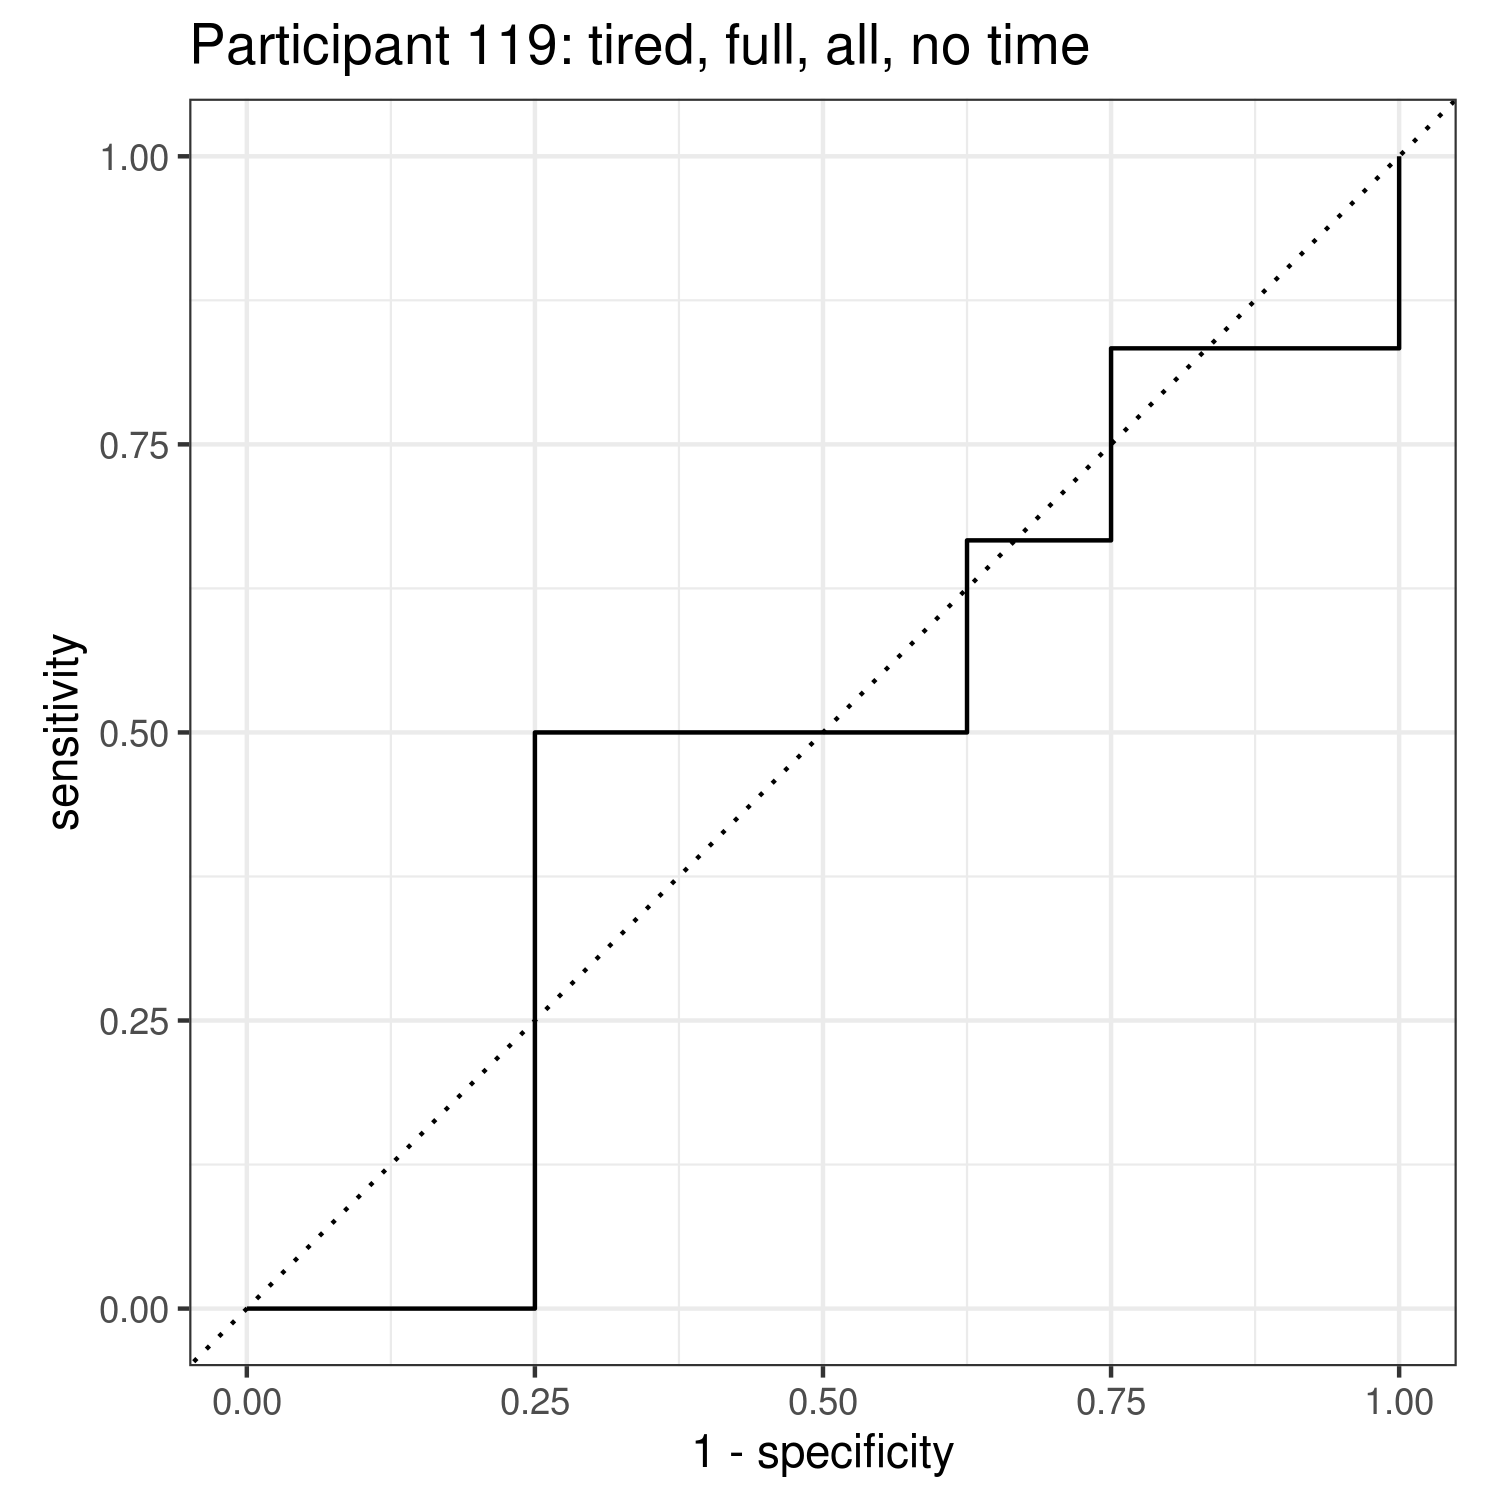 Participant 119: tired, full, all, no time
1.00
0.75
0.50
0.25
0.00
sensitivity
0.00 0.25 0.50 0.75 1.00
1 - specificity